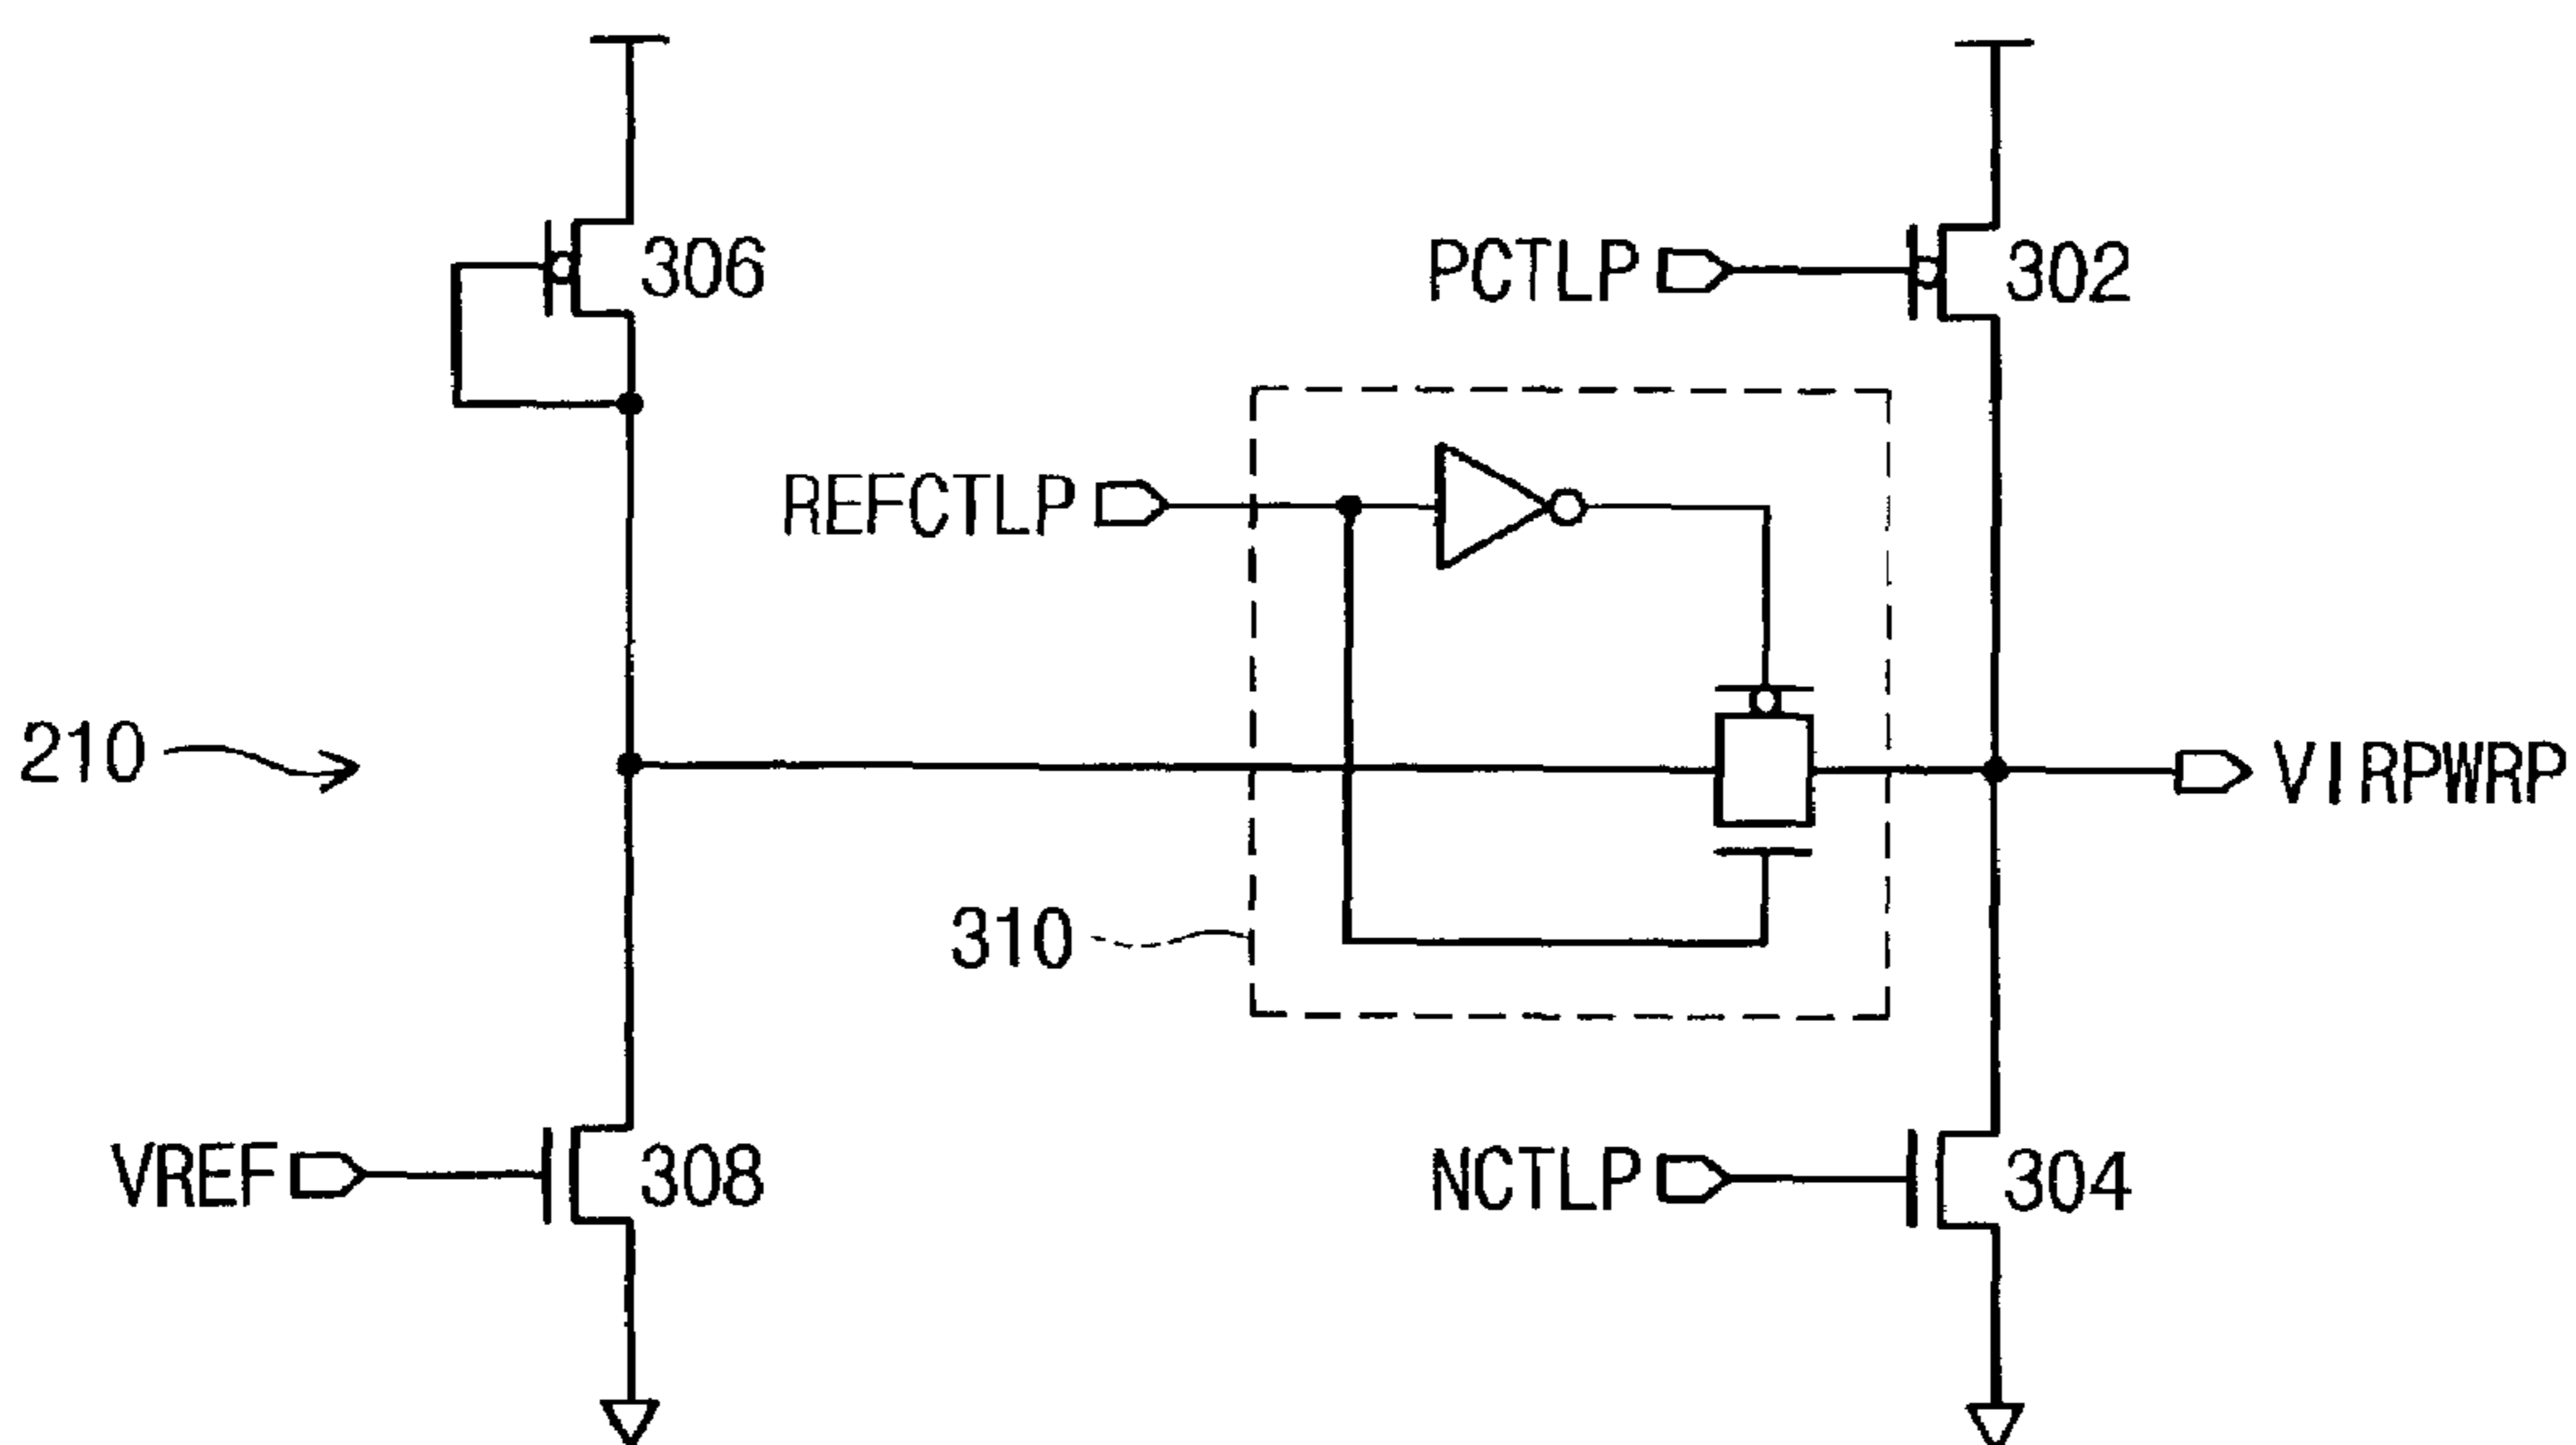 306
PCTLP
302
REFCTLP
210
VIRPWRP
310
VREF
308
NCTLP
304